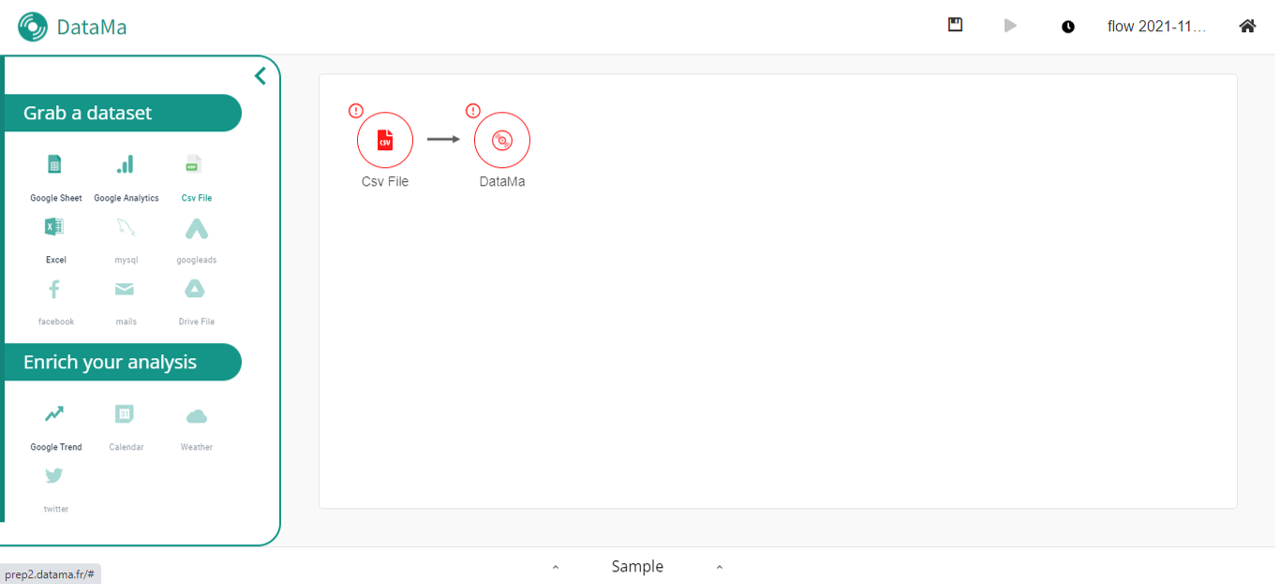 DataMa
flow 2021-11...
Grab a dataset
Google Sheet Google Analytics Csv File
Excel mysql googleads
facebook mails Drive File
Enrich your analysis
Google Trend Calendar Weather
twitter
CSV
Csv File DataMa
Sample
prep2.datama.fr/#